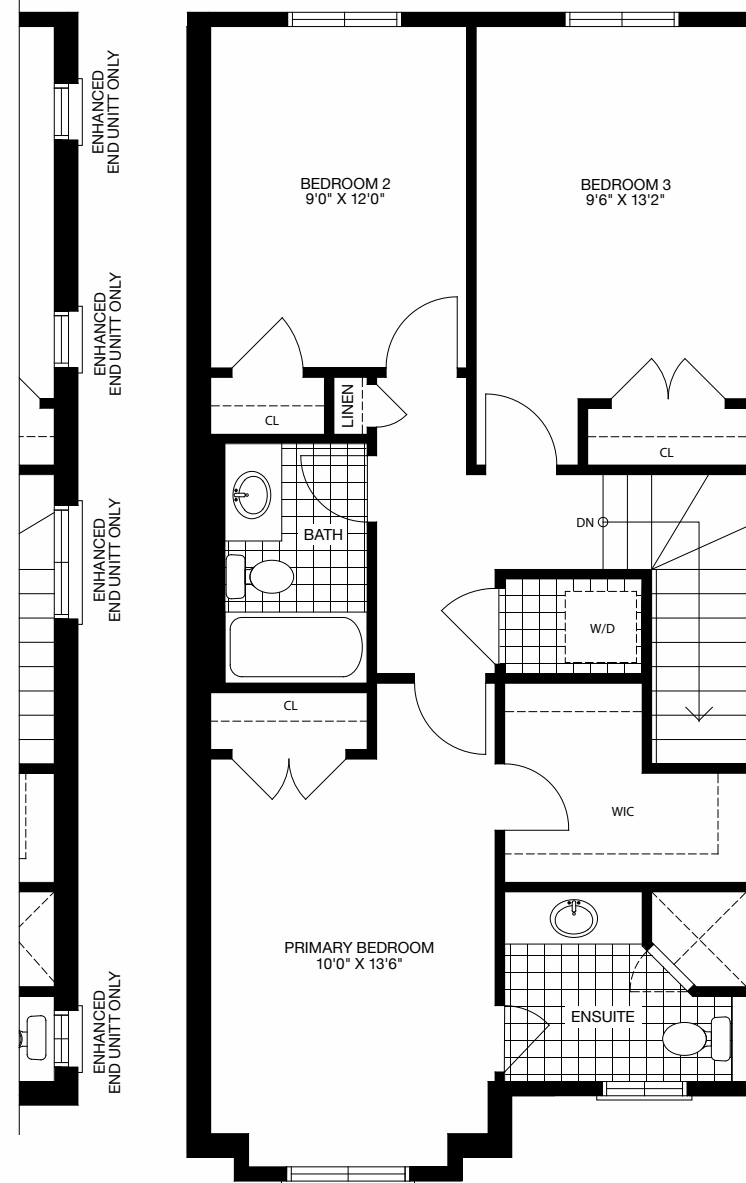 ENHANCED
END UNITT ONLY
BEDROOM 2
9'0" X 12'0"
BEDROOM 3
9'6" X 13'2"
ENHANCED
END UNITT ONLY
CL
LINEN
CL
ENHANCED
END UNITT ONLY
BATH
DN
W/D
CL
WIC
PRIMARY BEDROOM
10'0" X 13'6"
ENSUITE
ENHANCED
END UNITT ONLY